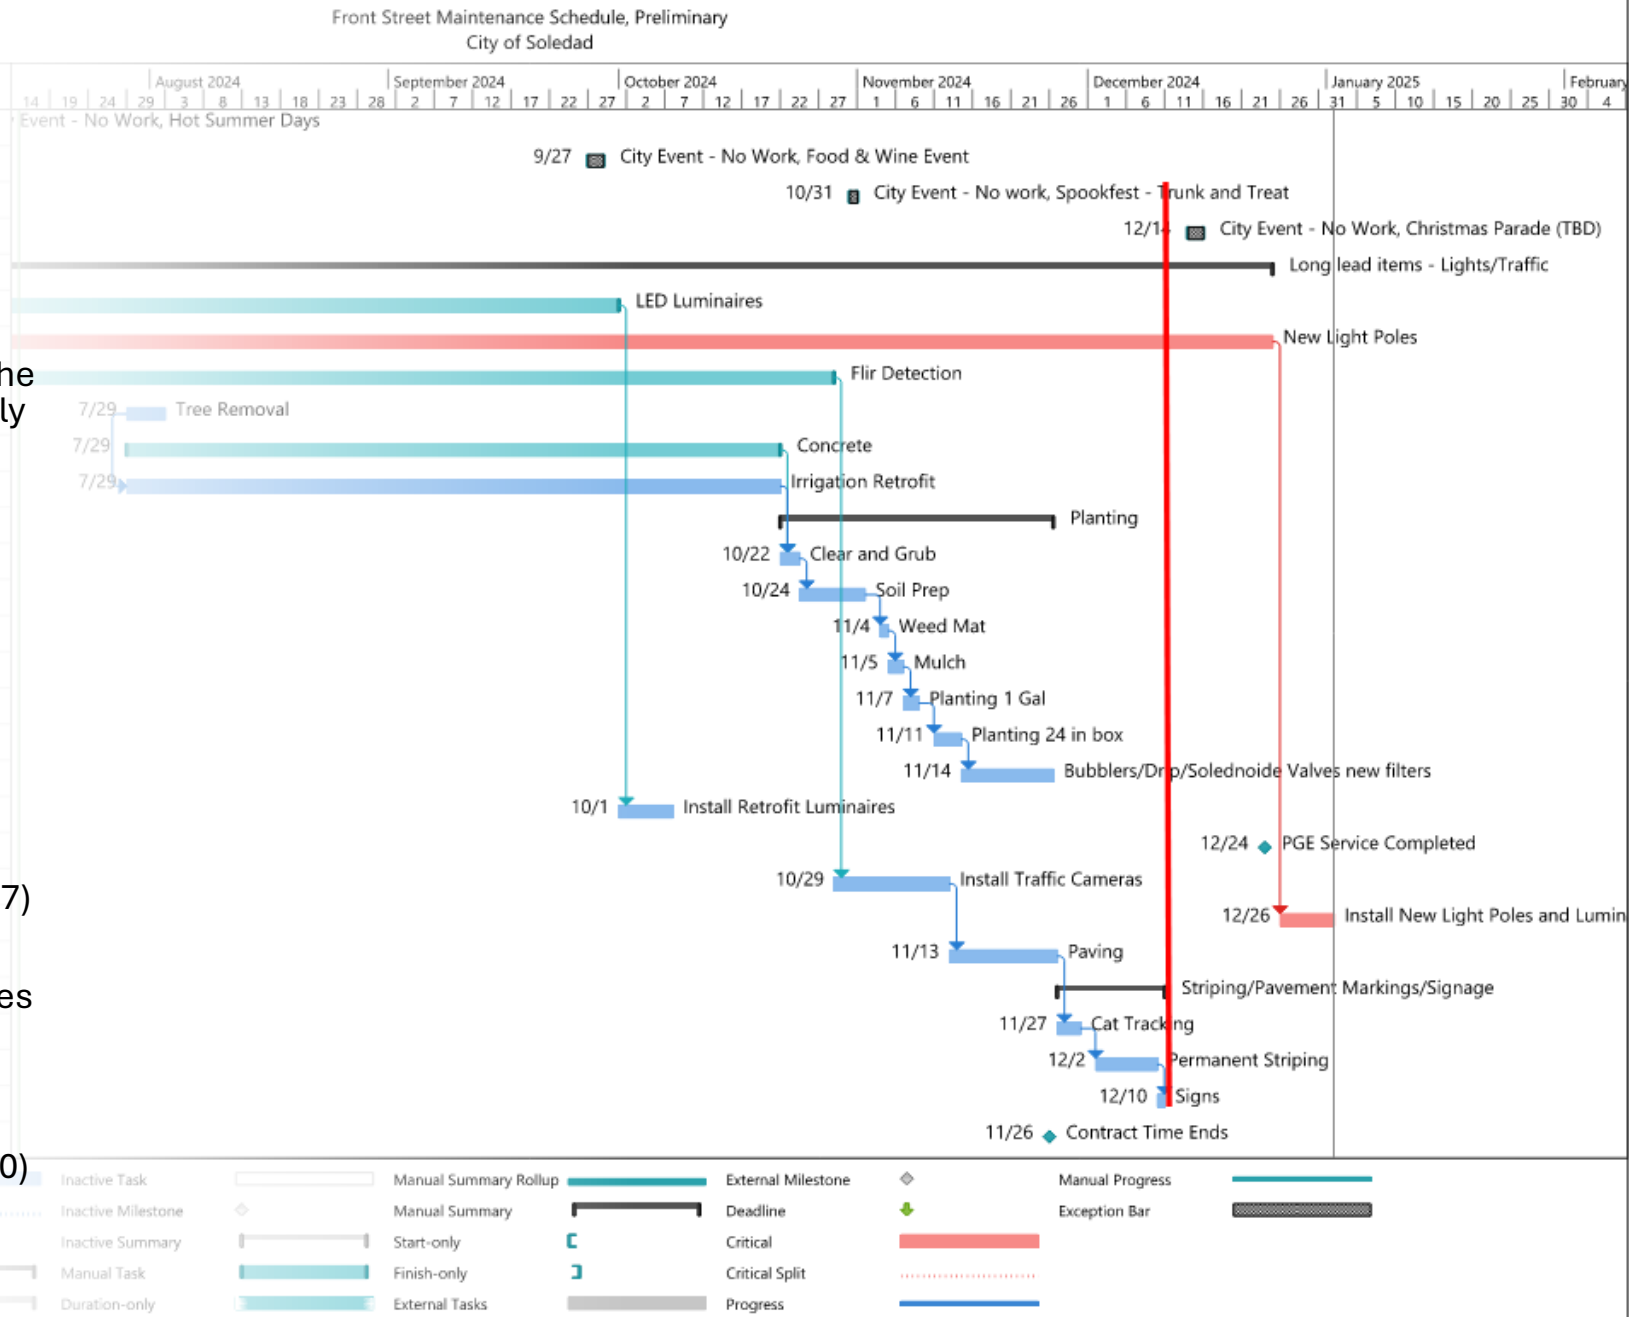 Front Street Maintenance Schedule, Preliminary
City of Soledad
August 2024 September 2024 October 2024 November 2024 December 2024 January 2025 February
14 19 24 29 3 8 13 18 23 28 2 7 12 17 22 27 2 7 12 17 22 27 1 6 11 16 21 26 1 6 11 16 21 26 31 5 10 15 20 25 30 4
Event - No Work, Hot Summer Days
9/27 City Event - No Work, Food & Wine Event
10/31 City Event - No work, Spookfest - Trunk and Treat
12/14 City Event - No Work, Christmas Parade (TBD)
Long lead items - Lights/Traffic
LED Luminaires
New Light Poles
he
Flir Detection
ly
7/29 Tree Removal
7/29 Concrete
7/29 Irrigation Retrofit
Planting
10/22 Clear and Grub
10/24 Soil Prep
11/4 Weed Mat
11/5 Mulch
11/7 Planting 1 Gal
11/11 Planting 24 in box
11/14 Bubblers/Drip/Solednoide Valves new filters
10/1 Install Retrofit Luminaires
12/24 PGE Service Completed
10/29 Install Traffic Cameras
7)
12/26 Install New Light Poles and Lumin
11/13 Paving
Striping/Pavement Markings/Signage
es
11/27 Cat Tracking
12/2 Permanent Striping
12/10 Signs
11/26 Contract Time Ends
0)
Inactive Task Manual Summary Rollup External Milestone Manual Progress
Inactive Milestone Manual Summary Deadline Exception Bar
Inactive Summary Start-only Critical
Manual Task Finish-only Critical Split
Duration-only External Tasks Progress